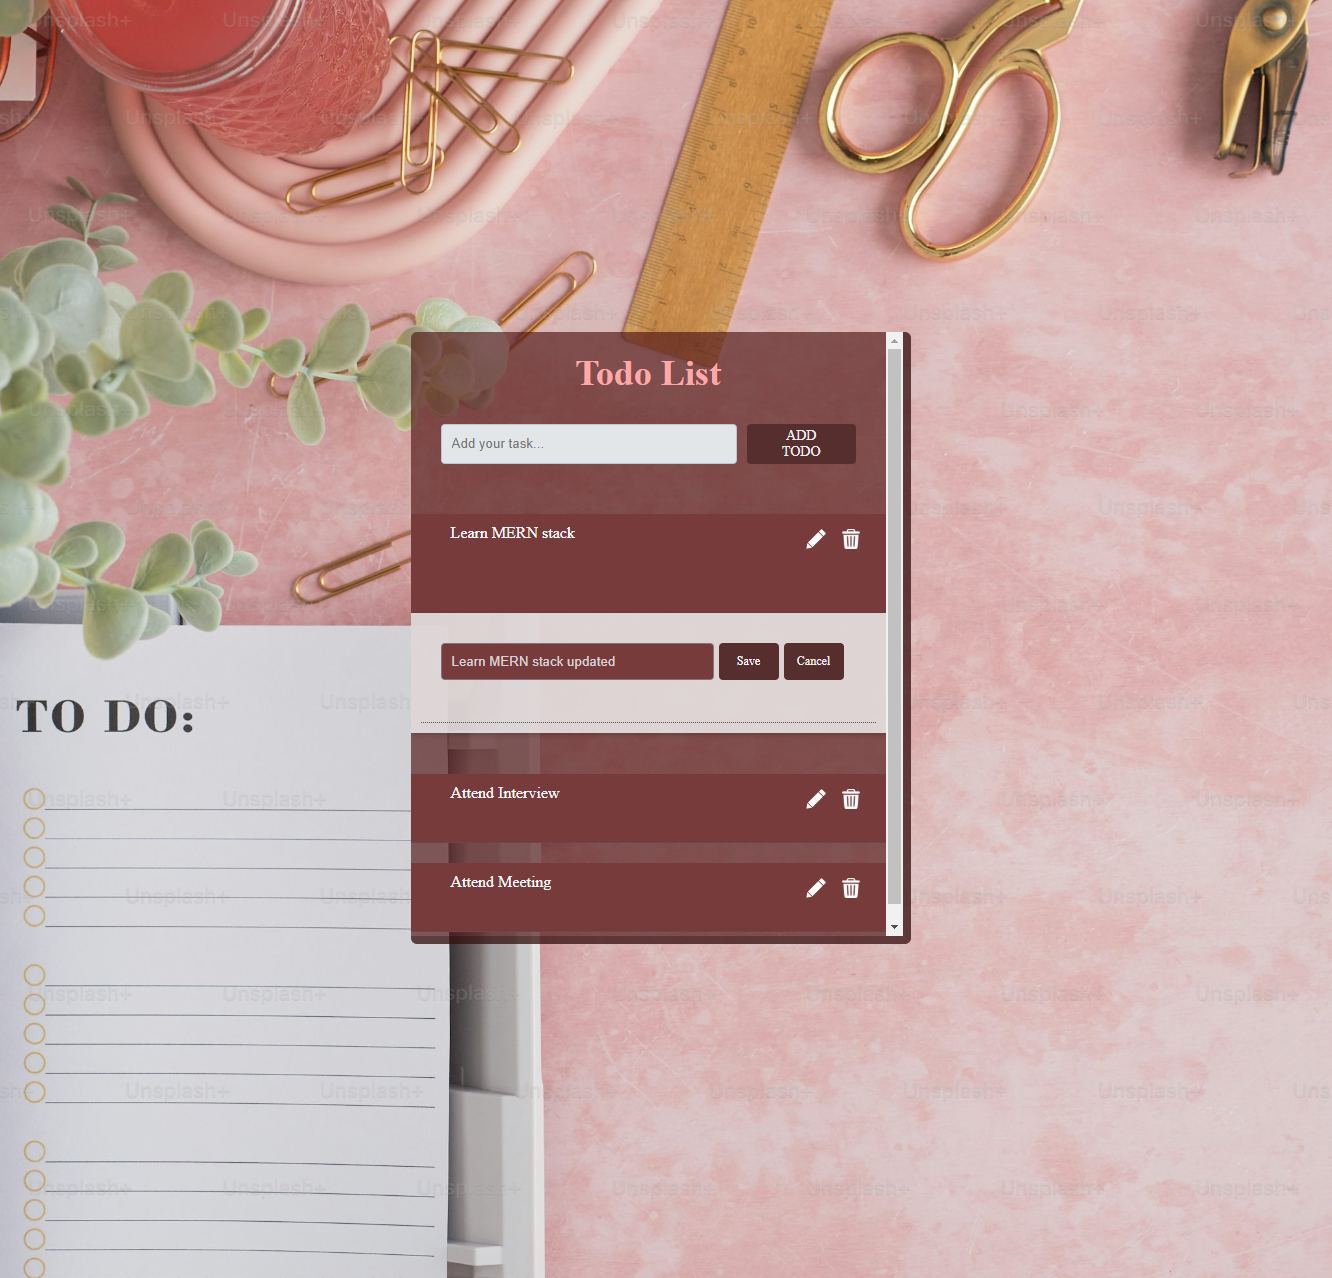 Todo List
Add your task...
ADD
TODO
Learn MERN stack
Learn MERN stack updated
Save
Cancel
TO DO:
Attend Interview
Attend Meeting
Unsplash+